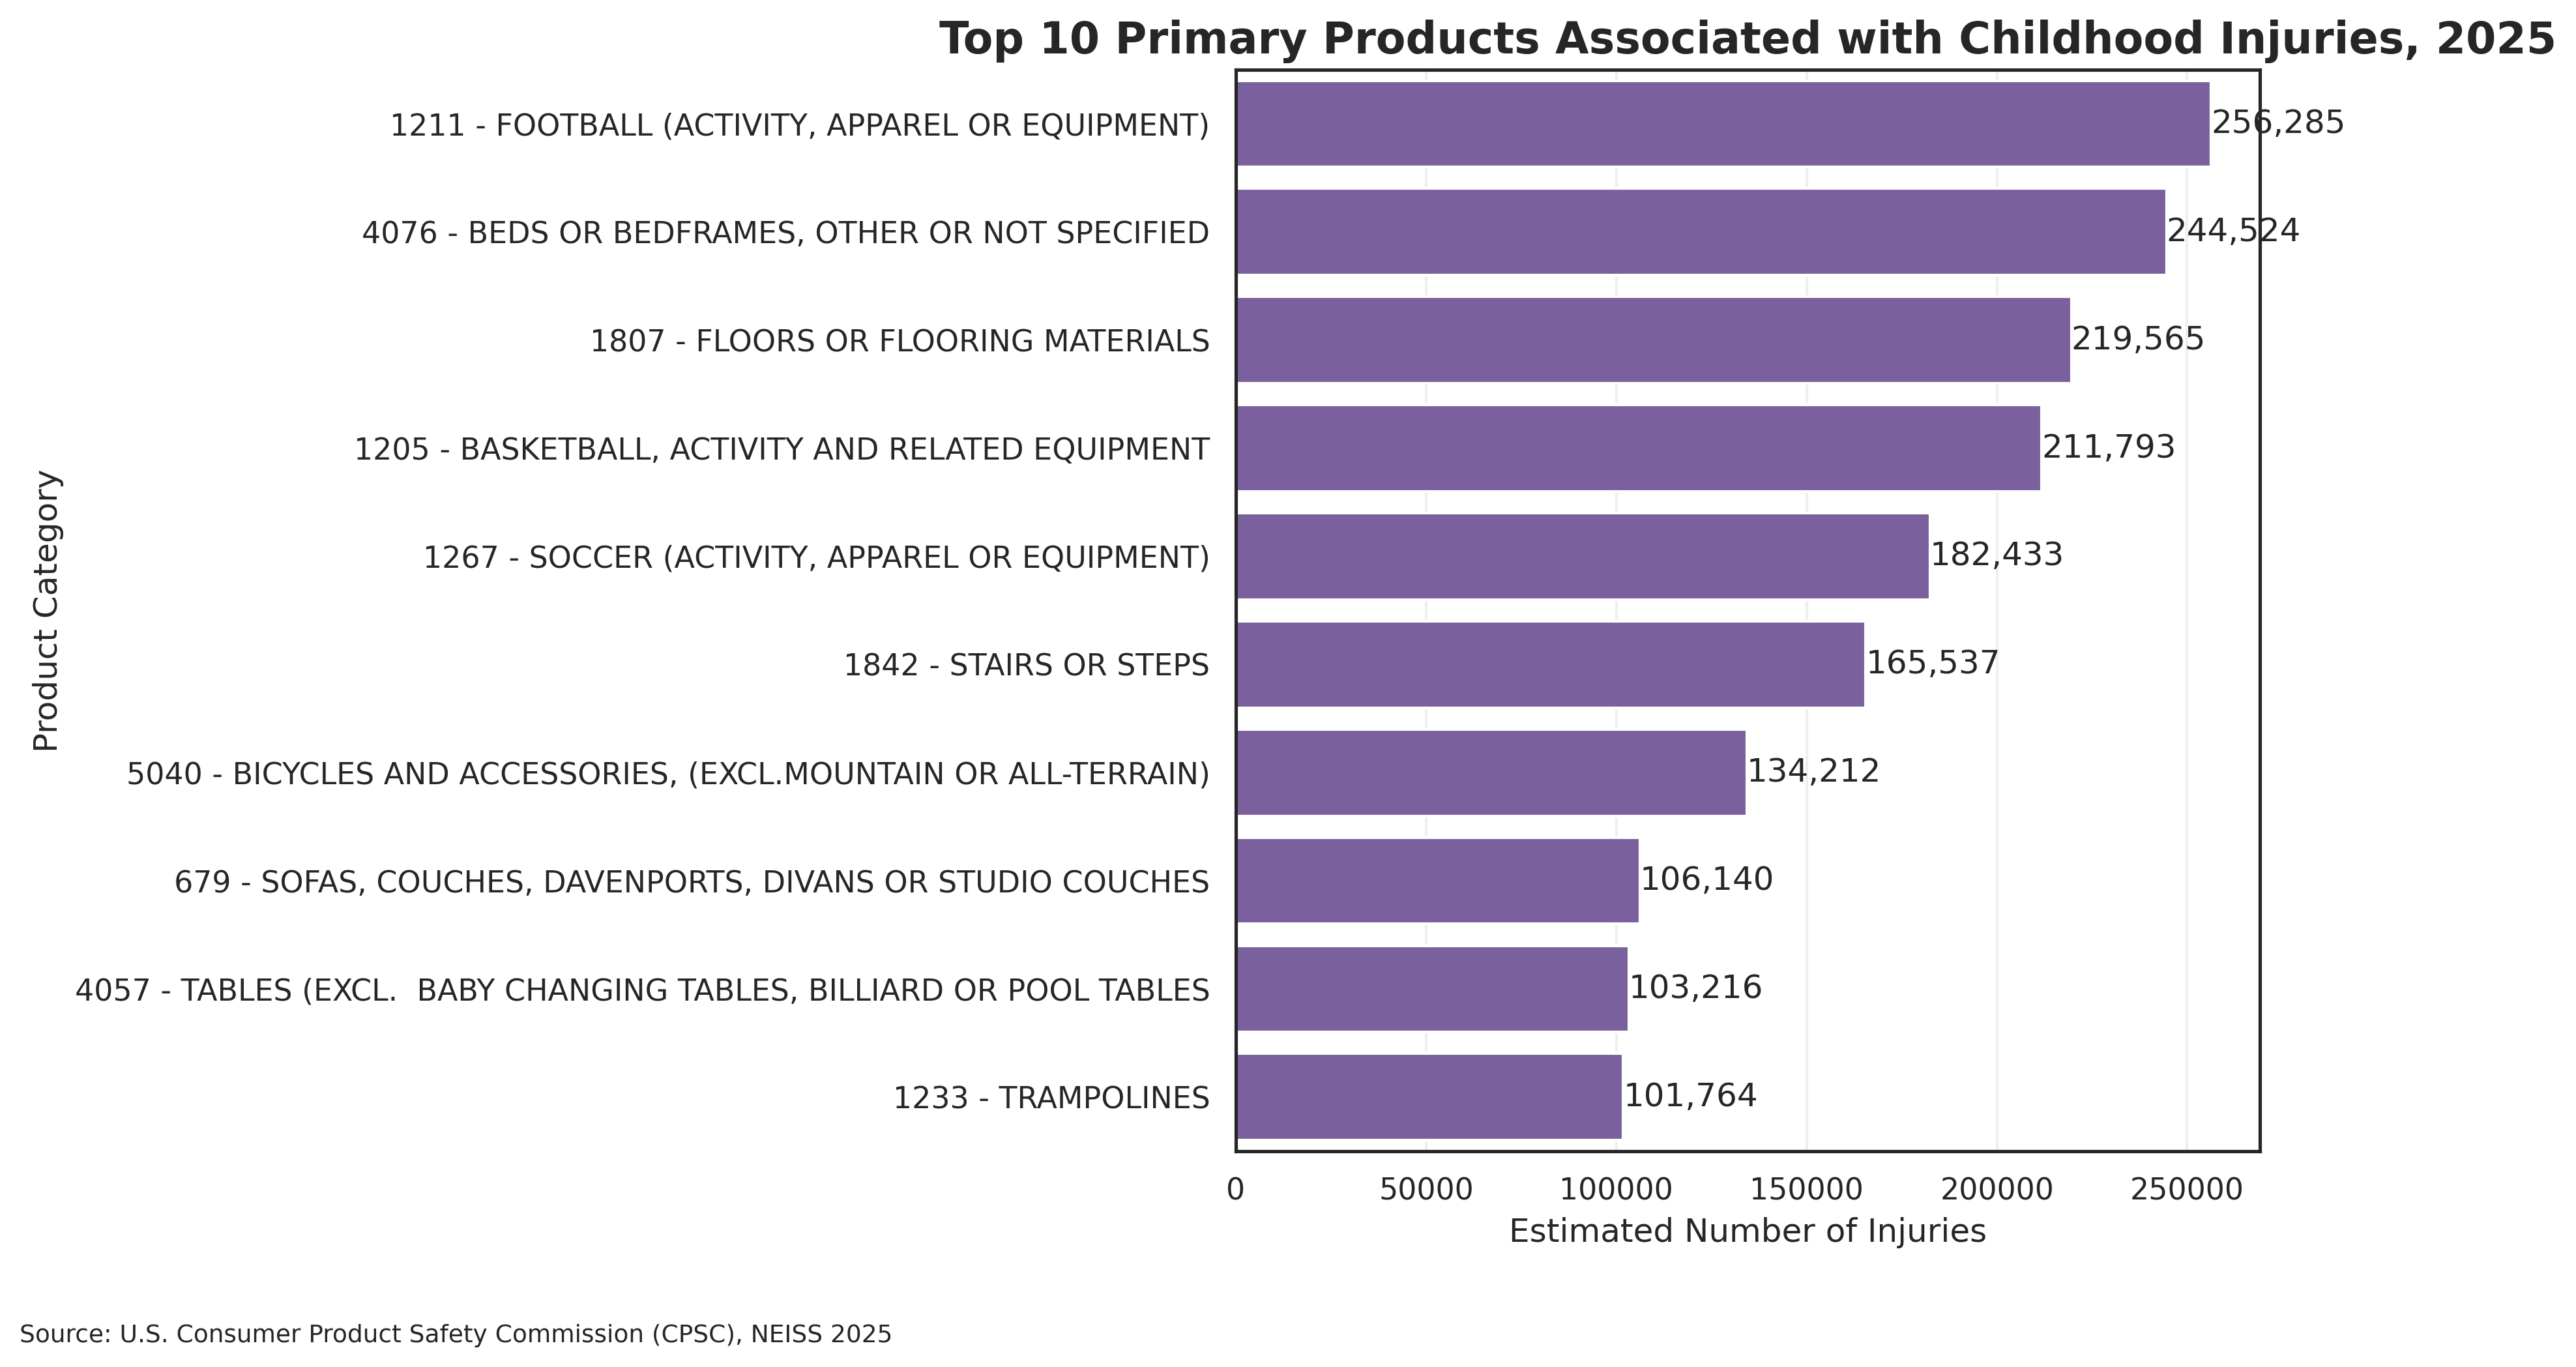 Top 10 Primary Products Associated with Childhood Injuries, 2025
1211 - FOOTBALL (ACTIVITY, APPAREL OR EQUIPMENT)
256,285
4076 - BEDS OR BEDFRAMES, OTHER OR NOT SPECIFIED
244,524
1807 - FLOORS OR FLOORING MATERIALS
219,565
1205 - BASKETBALL, ACTIVITY AND RELATED EQUIPMENT
211,793
1267 - SOCCER (ACTIVITY, APPAREL OR EQUIPMENT)
182,433
1842 - STAIRS OR STEPS
165,537
5040 - BICYCLES AND ACCESSORIES, (EXCL.MOUNTAIN OR ALL-TERRAIN)
134,212
679 - SOFAS, COUCHES, DAVENPORTS, DIVANS OR STUDIO COUCHES
106,140
4057 - TABLES (EXCL.  BABY CHANGING TABLES, BILLIARD OR POOL TABLES
103,216
1233 - TRAMPOLINES
101,764
Product Category
0 50000 100000 150000 200000 250000
Estimated Number of Injuries
Source: U.S. Consumer Product Safety Commission (CPSC), NEISS 2025